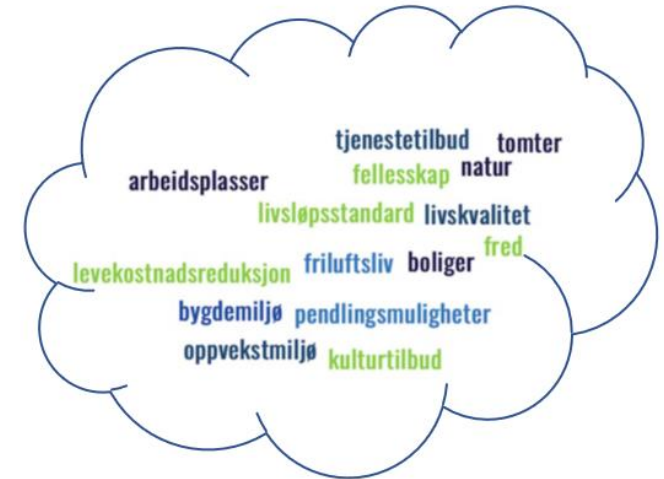 tjenestetilbud tomter
arbeidsplasser fellesskap natur
livsløpsstandard livskvalitet
levekostnadsreduksjon friluftsliv boliger fred
bygdemiljø pendlingsmuligheter
oppvekstmiljø kulturtilbud